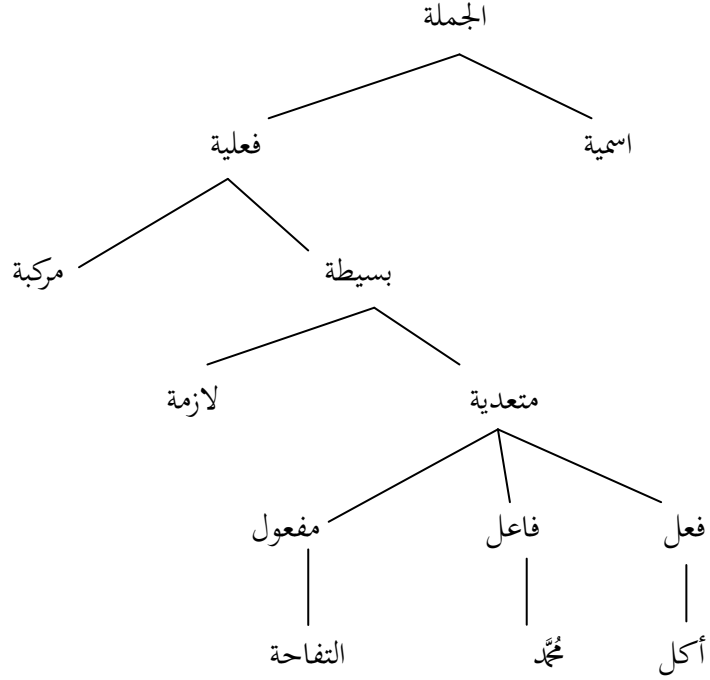 الجملة
اسمية فعلية
بسيطة مركبة
متعدية لازمة
فعل فاعل مفعول
أكل مُحَمَّد التفاحة